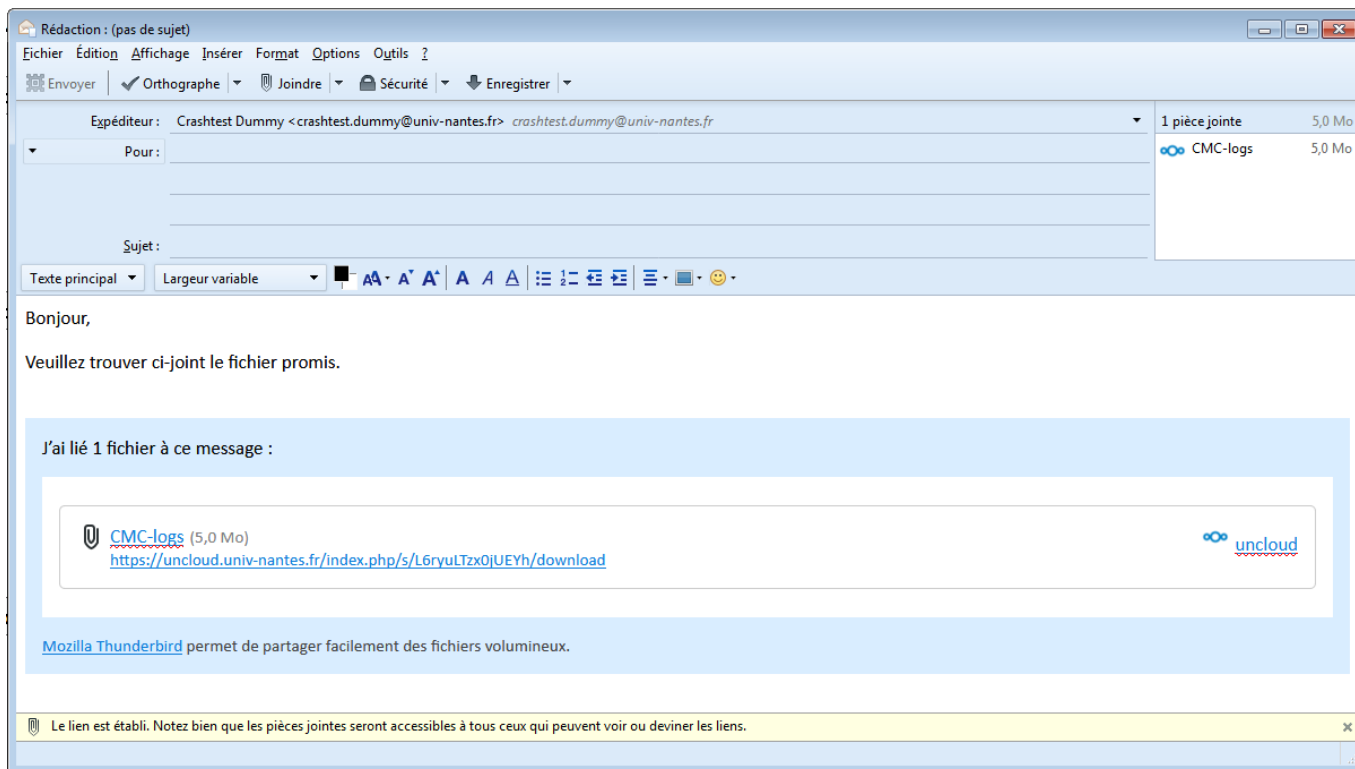 Rédaction : (pas de sujet)
Fichier Édition Affichage Insérer Format Options Outils ?
Envoyer Orthographe Joindre Sécurité Enregistrer
Expéditeur : Crashtest Dummy <crashtest.dummy@univ-nantes.fr> crashtest.dummy@univ-nantes.fr
1 pièce jointe 5,0 Mo
Pour :
CMC-logs 5,0 Mo
Sujet :
Texte principal Largeur variable
Bonjour,
Veuillez trouver ci-joint le fichier promis.
J'ai lié 1 fichier à ce message :
CMC-logs (5,0 Mo)
https://uncloud.univ-nantes.fr/index.php/s/L6ryuLTzx0jUEYh/download
uncloud
Mozilla Thunderbird permet de partager facilement des fichiers volumineux.
Le lien est établi. Notez bien que les pièces jointes seront accessibles à tous ceux qui peuvent voir ou deviner les liens.